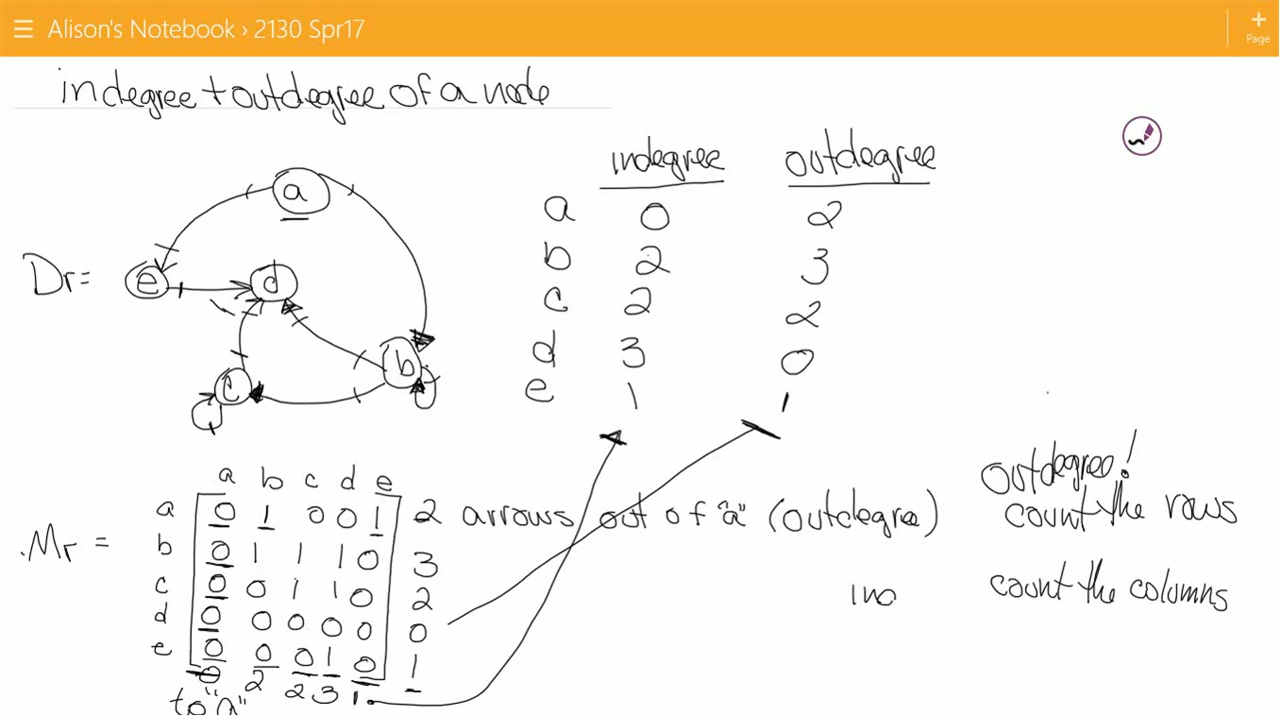 Alison's Notebook › 2130 Spr17
Page
indegree + outdegree of a node
indegree outdegree
a 0 2
b 2 3
c 2 2
d 3 0
e 1 1
Dr=
a
e
d
b
c
a b c d e
a 0 1 0 0 1 2 arrows out of "a" (outdegree)
Mr =
b 0 1 1 1 0 3
c 0 0 1 1 0 2
d 0 0 0 0 0 0
e 0 0 0 1 0 1
0 2 2 3 1
to "a"
outdegree!
count the rows
ind
count the columns